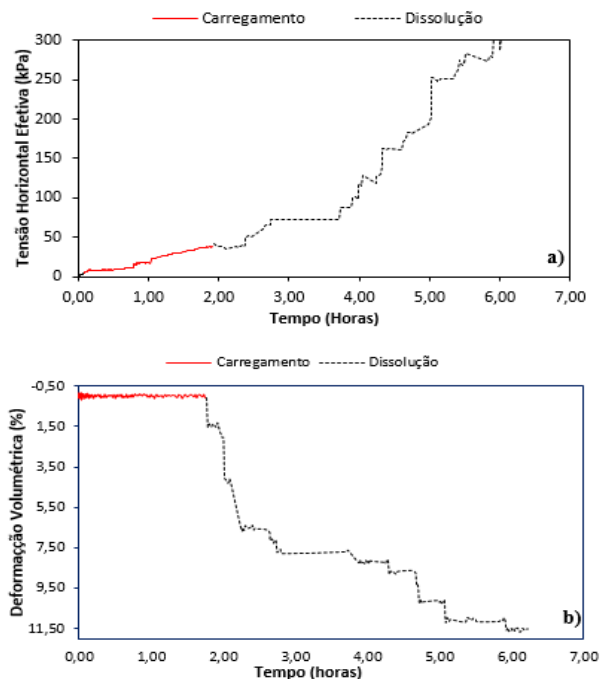 Carregamento Dissolução
Tensão Horizontal Efetiva (kPa)
300
250
200
150
100
50
0
0,00 1,00 2,00 3,00 4,00 5,00 6,00 7,00
Tempo (Horas)
a)
Carregamento Dissolução
Deformaçção Volumétrica (%)
-0,50
1,50
3,50
5,50
7,50
9,50
11,50
0,00 1,00 2,00 3,00 4,00 5,00 6,00 7,00
Tempo (horas)
b)